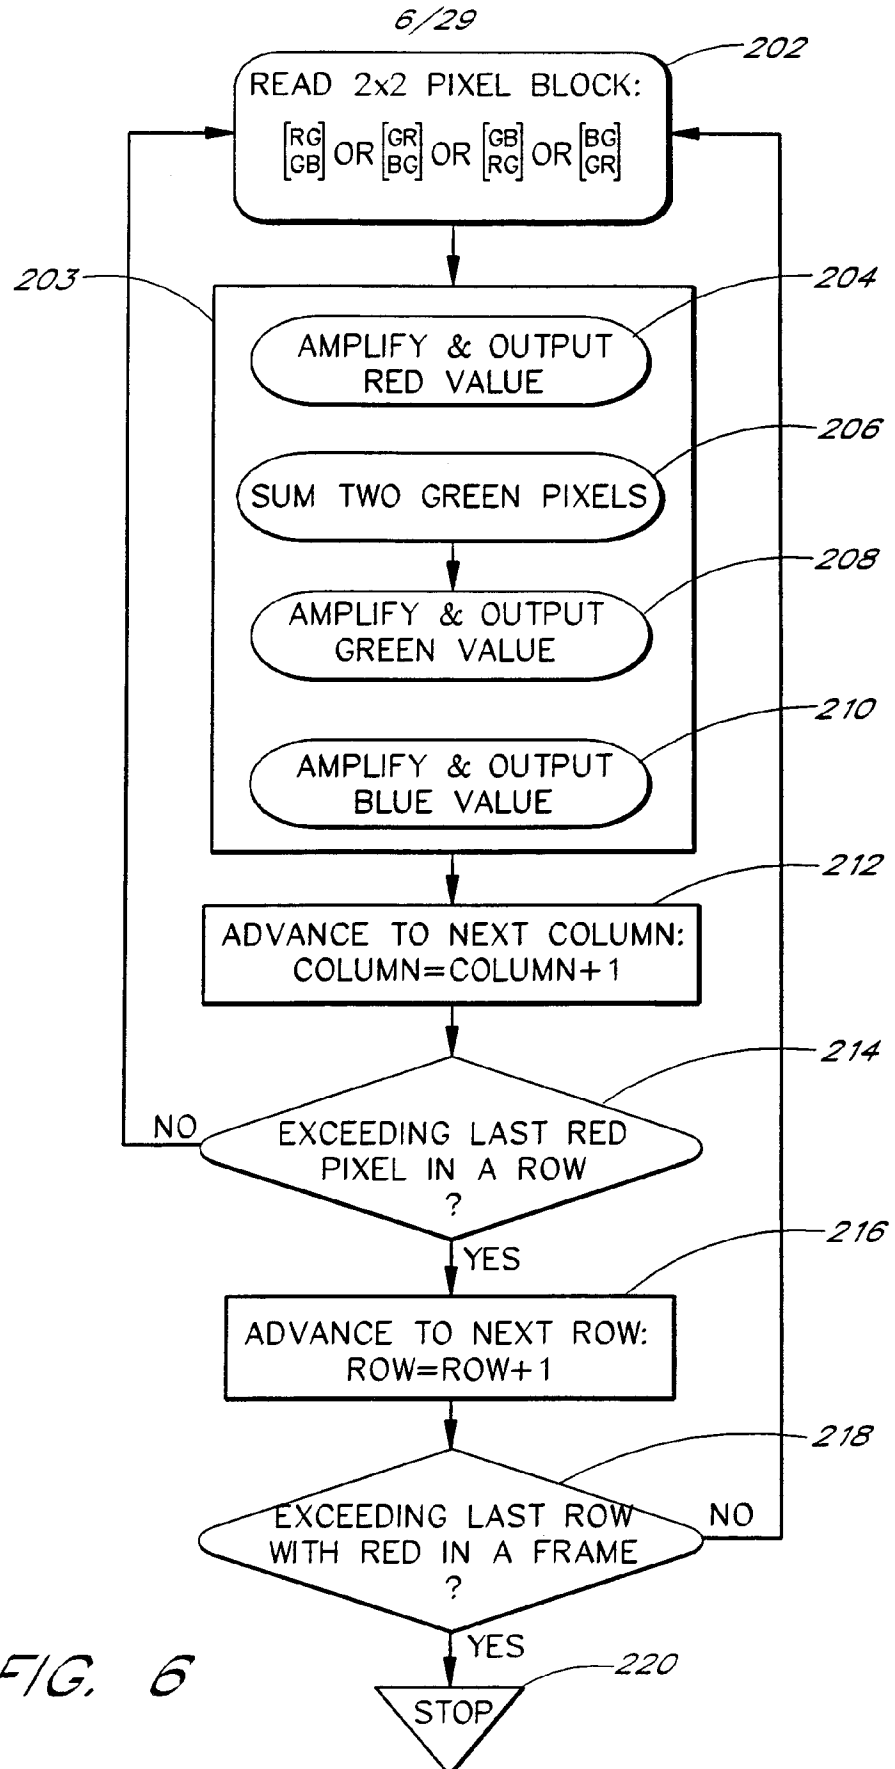 6/29
202
READ 2x2 PIXEL BLOCK:
[RG GB] OR [GR BG] OR [GB RG] OR [BG GR]
203
204
AMPLIFY & OUTPUT
RED VALUE
206
SUM TWO GREEN PIXELS
208
AMPLIFY & OUTPUT
GREEN VALUE
210
AMPLIFY & OUTPUT
BLUE VALUE
212
ADVANCE TO NEXT COLUMN:
COLUMN=COLUMN+1
214
NO
EXCEEDING LAST RED
PIXEL IN A ROW
?
216
YES
ADVANCE TO NEXT ROW:
ROW=ROW+1
218
EXCEEDING LAST ROW
NO
WITH RED IN A FRAME
?
YES
220
STOP
FIG. 6